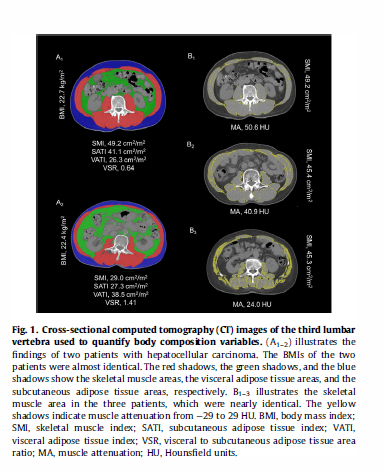 A₁
BMI, 22.7 kg/m²
SMI, 49.2 cm²/m²
SATI 41.1 cm²/m²
VATI, 26.3 cm²/m²
VSR, 0.64
A₂
BMI, 22.4 kg/m²
SMI, 29.0 cm²/m²
SATI 27.3 cm²/m²
VATI, 38.5 cm²/m²
VSR, 1.41
B₁
SMI, 49.2 cm²/m²
MA, 50.6 HU
B₂
SMI, 45.4 cm²/m²
MA, 40.9 HU
B₃
SMI, 45.3 cm²/m²
MA, 24.0 HU
Fig. 1. Cross-sectional computed tomography (CT) images of the third lumbar
vertebra used to quantify body composition variables. (A₁₋₂) illustrates the
findings of two patients with hepatocellular carcinoma. The BMIs of the two
patients were almost identical. The red shadows, the green shadows, and the blue
shadows show the skeletal muscle areas, the visceral adipose tissue areas, and the
subcutaneous adipose tissue areas, respectively. B₁₋₃ illustrates the skeletal
muscle area in the three patients, which were nearly identical. The yellow
shadows indicate muscle attenuation from −29 to 29 HU. BMI, body mass index;
SMI, skeletal muscle index; SATI, subcutaneous adipose tissue index; VATI,
visceral adipose tissue index; VSR, visceral to subcutaneous adipose tissue area
ratio; MA, muscle attenuation; HU, Hounsfield units.